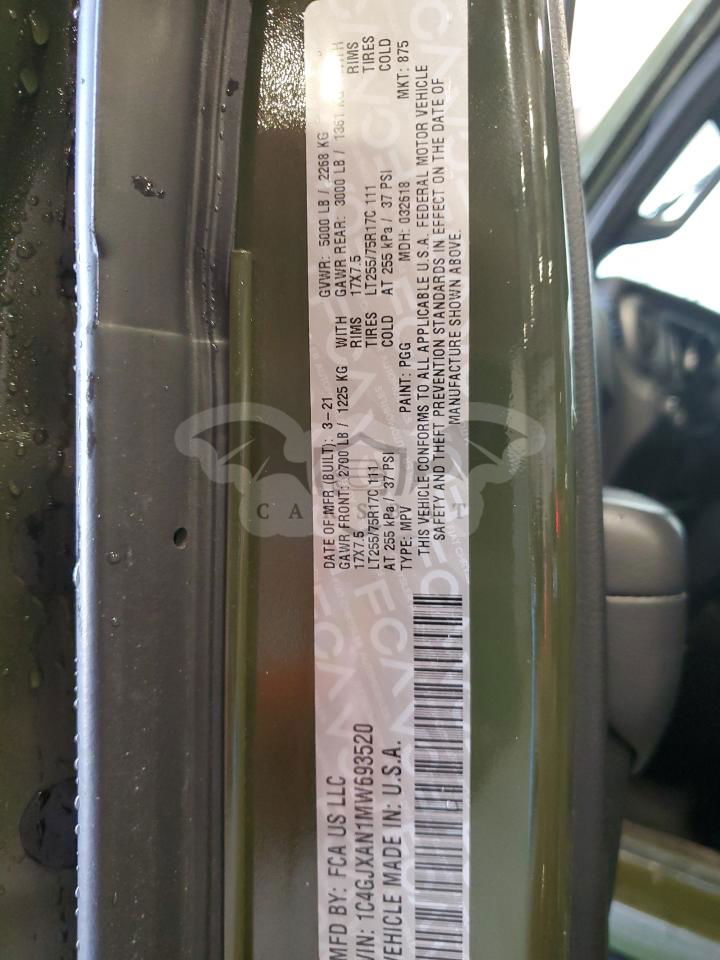 MFD BY: FCA US LLC
DATE OF MFR (BUILT): 3-21
GVWR: 5000 LB / 2268 KG
GAWR FRONT: 2700 LB / 1225 KG WITH
GAWR REAR: 3000 LB / 1361 KG WITH
17X7.5 RIMS
17X7.5 RIMS
LT255/75R17C 111 TIRES
LT255/75R17C 111 TIRES
AT 255 kPa / 37 PSI COLD
AT 255 kPa / 37 PSI COLD
VIN: 1C4GJXAN1MW693520
TYPE: MPV PAINT: PGG MDH: 032618 MKT: 875
VEHICLE MADE IN: U.S.A.
THIS VEHICLE CONFORMS TO ALL APPLICABLE U.S.A. FEDERAL MOTOR VEHICLE
SAFETY AND THEFT PREVENTION STANDARDS IN EFFECT ON THE DATE OF
MANUFACTURE SHOWN ABOVE.